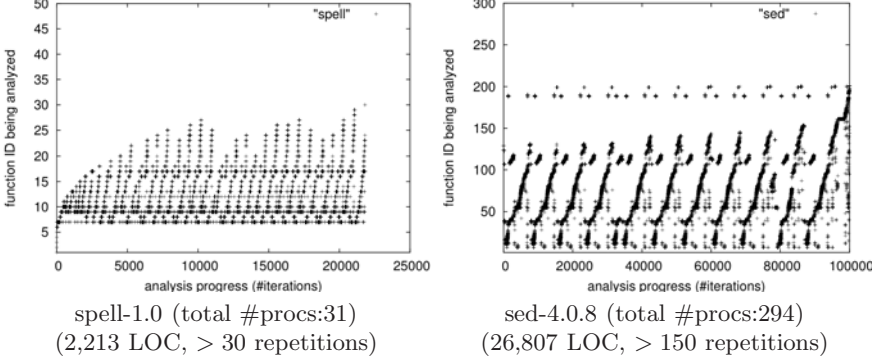 50
45
40
35
30
25
20
15
10
5
0
5000
10000
15000
20000
25000
function ID being analyzed
analysis progress (#iterations)
"spell"
spell-1.0 (total #procs:31)
(2,213 LOC, > 30 repetitions)
300
250
200
150
100
50
0
20000
40000
60000
80000
100000
function ID being analyzed
analysis progress (#iterations)
"sed"
sed-4.0.8 (total #procs:294)
(26,807 LOC, > 150 repetitions)